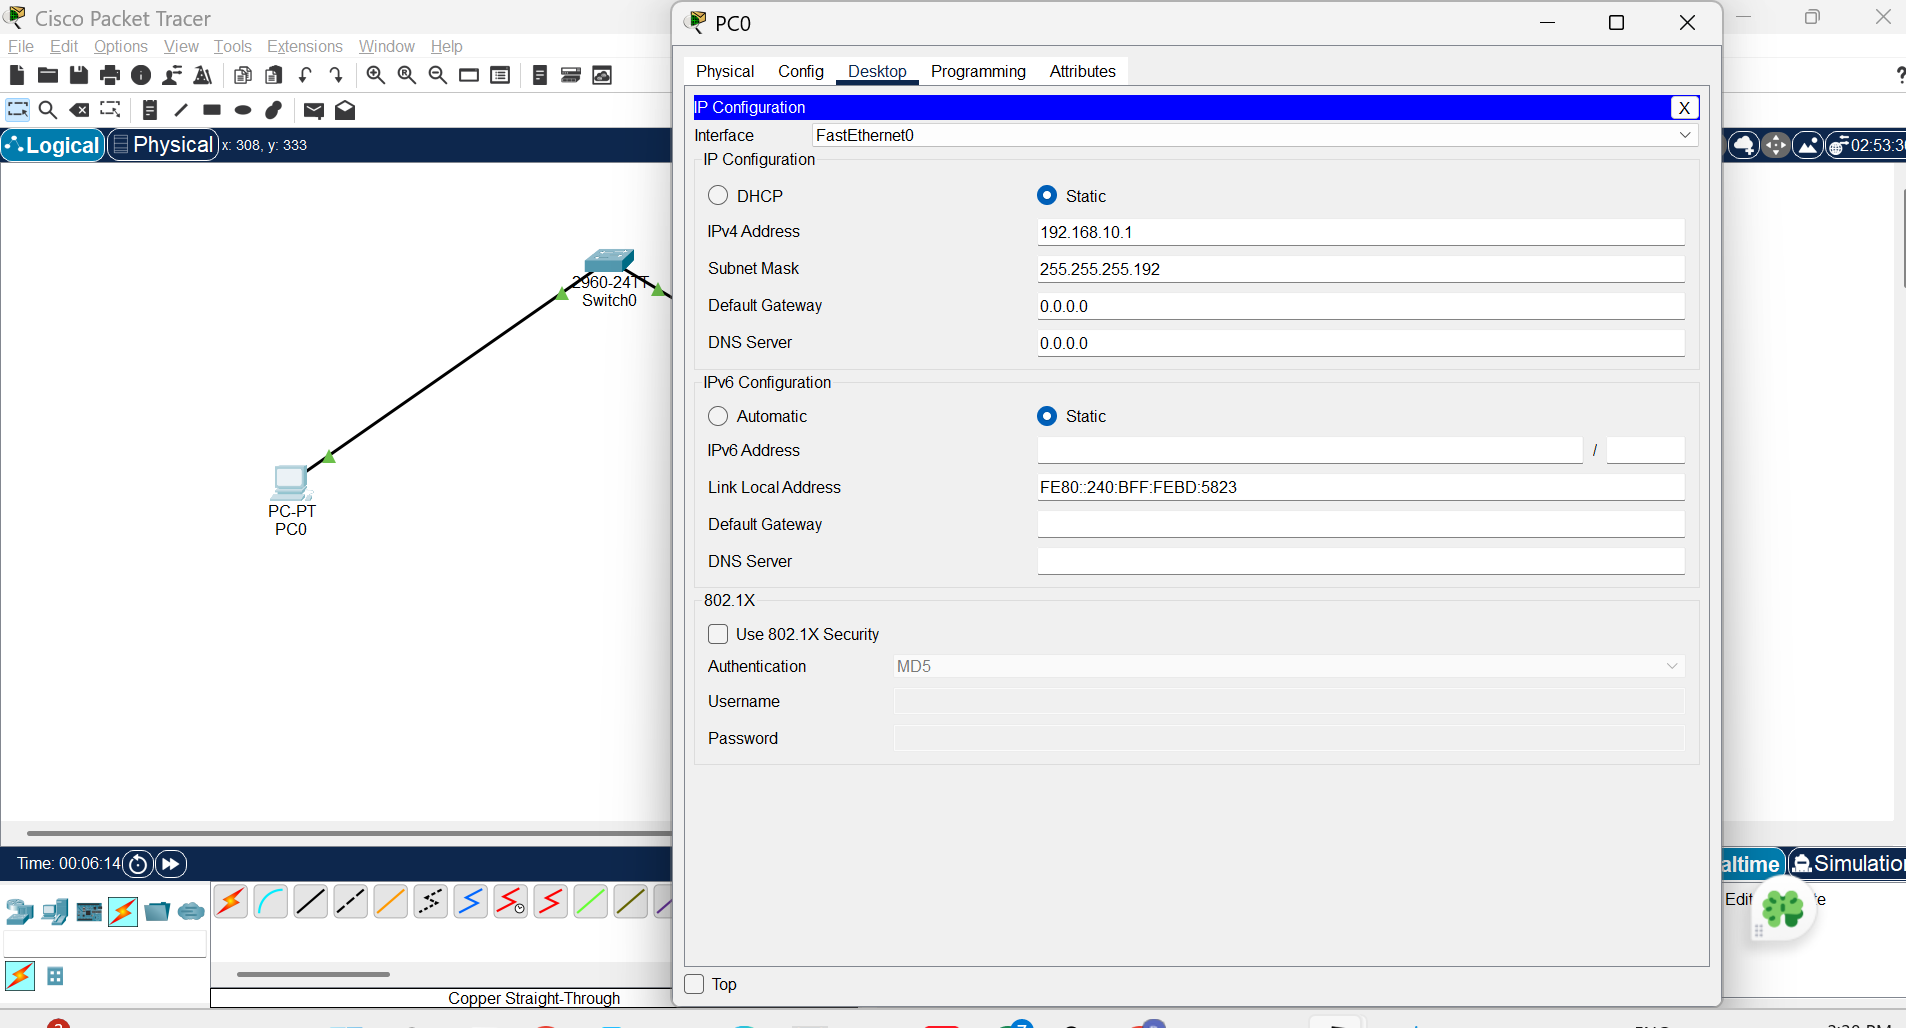 Cisco Packet Tracer
File Edit Options View Tools Extensions Window Help
Logical Physical x: 308, y: 333
2960-24TT
Switch0
PC-PT
PC0
Time: 00:06:14
Copper Straight-Through
PC0
Physical Config Desktop Programming Attributes
IP Configuration X
Interface FastEthernet0
IP Configuration
DHCP Static
IPv4 Address 192.168.10.1
Subnet Mask 255.255.255.192
Default Gateway 0.0.0.0
DNS Server 0.0.0.0
IPv6 Configuration
Automatic Static
IPv6 Address /
Link Local Address FE80::240:BFF:FEBD:5823
Default Gateway
DNS Server
802.1X
Use 802.1X Security
Authentication MD5
Username
Password
Top
?
02:53:3
altime Simulation
Edit